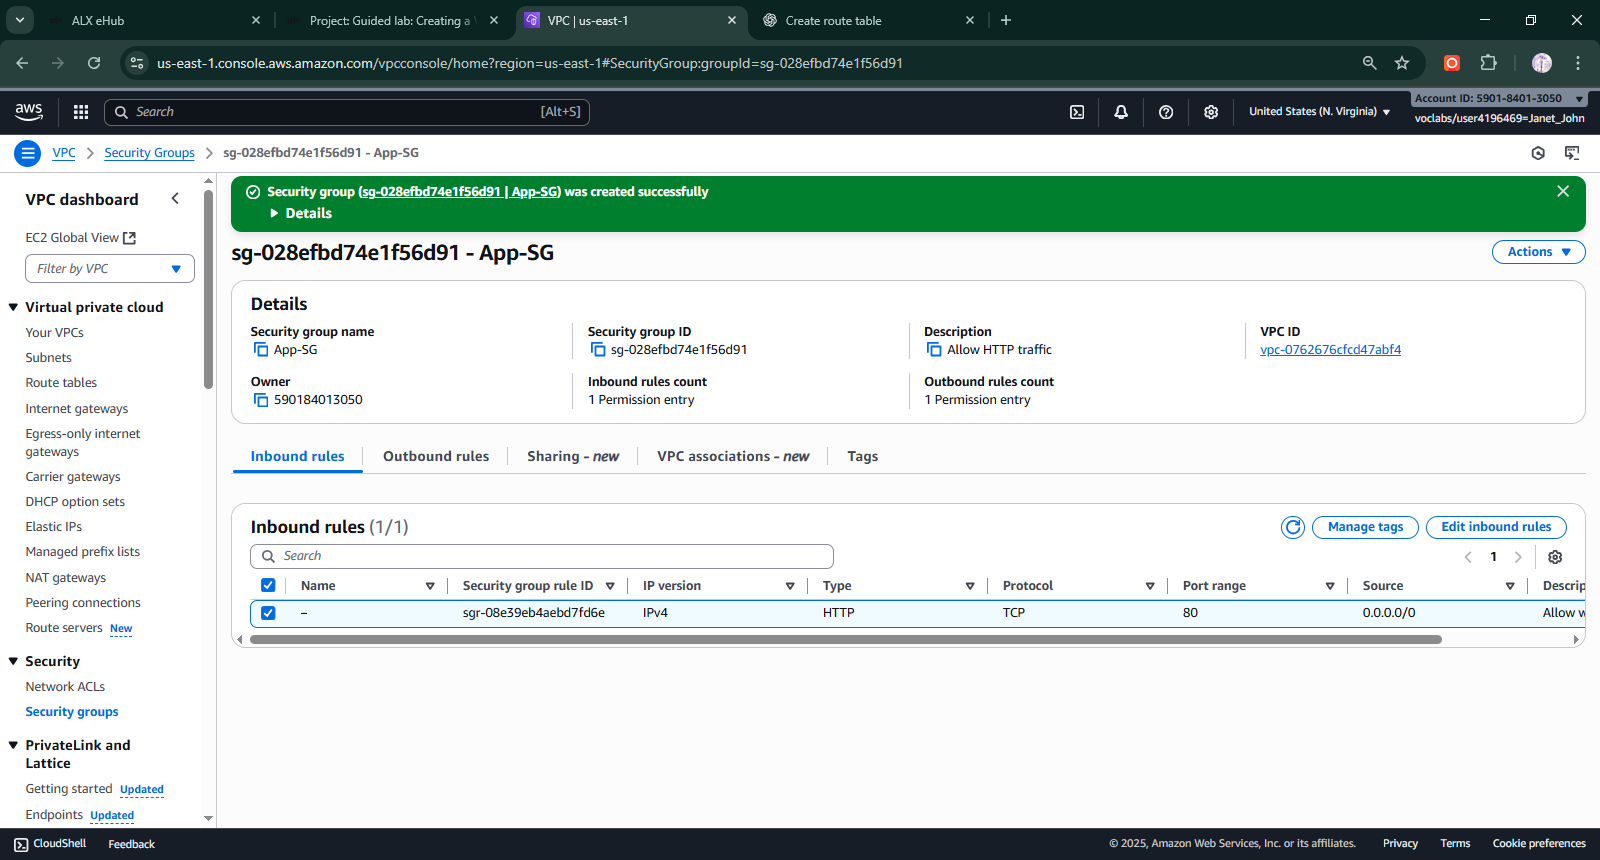 ALX eHub
Project: Guided lab: Creating a
VPC | us-east-1
Create route table
us-east-1.console.aws.amazon.com/vpcconsole/home?region=us-east-1#SecurityGroup:groupId=sg-028efbd74e1f56d91
aws
Search
[Alt+S]
United States (N. Virginia)
Account ID: 5901-8401-3050
voclabs/user4196469=Janet_John
VPC
Security Groups
sg-028efbd74e1f56d91 - App-SG
VPC dashboard
EC2 Global View
Filter by VPC
Virtual private cloud
Your VPCs
Subnets
Route tables
Internet gateways
Egress-only internet
gateways
Carrier gateways
DHCP option sets
Elastic IPs
Managed prefix lists
NAT gateways
Peering connections
Route servers New
Security
Network ACLs
Security groups
PrivateLink and
Lattice
Getting started Updated
Endpoints Updated
Security group (sg-028efbd74e1f56d91 | App-SG) was created successfully
Details
sg-028efbd74e1f56d91 - App-SG
Actions
Details
Security group name
App-SG
Security group ID
sg-028efbd74e1f56d91
Description
Allow HTTP traffic
VPC ID
vpc-0762676cfcd47abf4
Owner
590184013050
Inbound rules count
1 Permission entry
Outbound rules count
1 Permission entry
Inbound rules
Outbound rules
Sharing - new
VPC associations - new
Tags
Inbound rules (1/1)
Manage tags
Edit inbound rules
Search
1
Name Security group rule ID IP version Type Protocol Port range Source Descrip
– sgr-08e39eb4aebd7fd6e IPv4 HTTP TCP 80 0.0.0.0/0 Allow w
CloudShell
Feedback
© 2025, Amazon Web Services, Inc. or its affiliates.
Privacy
Terms
Cookie preferences